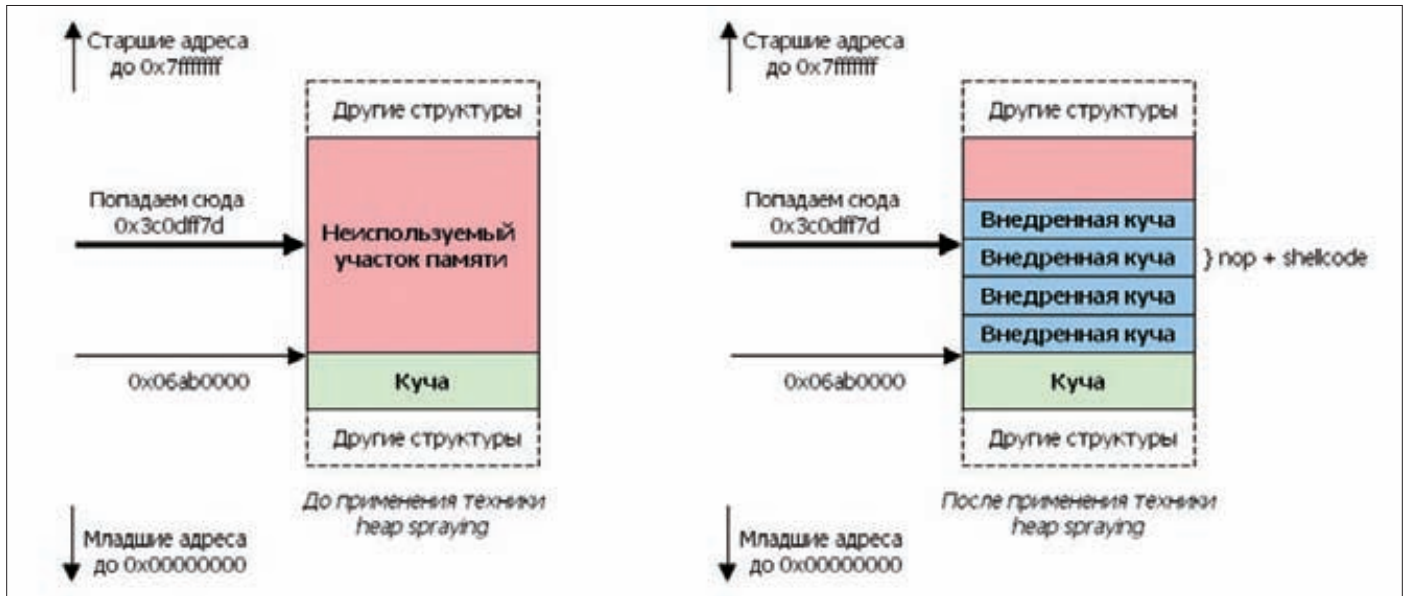 Старшие адреса
до 0x7fffffff
Другие структуры
Попадаем сюда
0x3c0dff7d
Неиспользуемый
участок памяти
0x06ab0000
Куча
Другие структуры
До применения техники
heap spraying
Младшие адреса
до 0x00000000
Старшие адреса
до 0x7fffffff
Другие структуры
Попадаем сюда
0x3c0dff7d
Внедренная куча
Внедренная куча
} nop + shellcode
Внедренная куча
Внедренная куча
0x06ab0000
Куча
Другие структуры
После применения техники
heap spraying
Младшие адреса
до 0x00000000